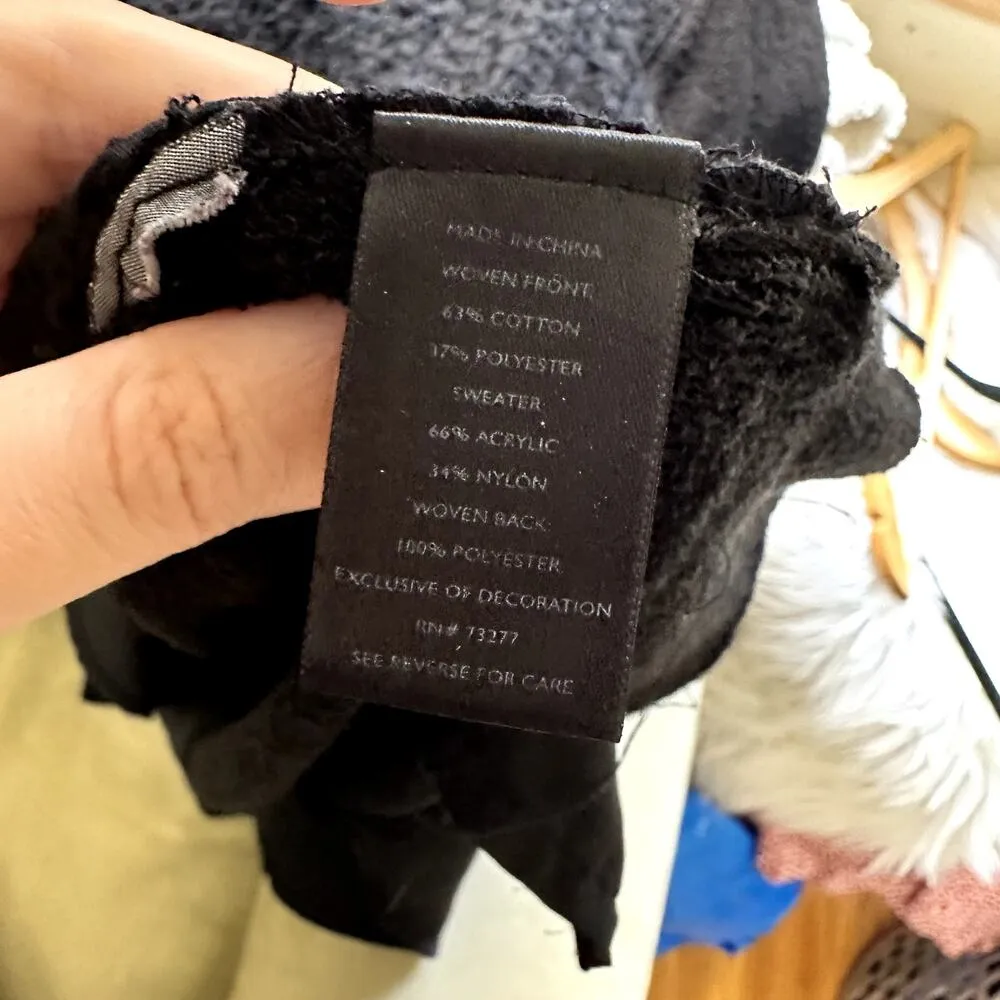 MADE IN CHINA
WOVEN FRONT:
63% COTTON
37% POLYESTER
SWEATER:
66% ACRYLIC
34% NYLON
WOVEN BACK:
100% POLYESTER
EXCLUSIVE OF DECORATION
RN# 73277
SEE REVERSE FOR CARE